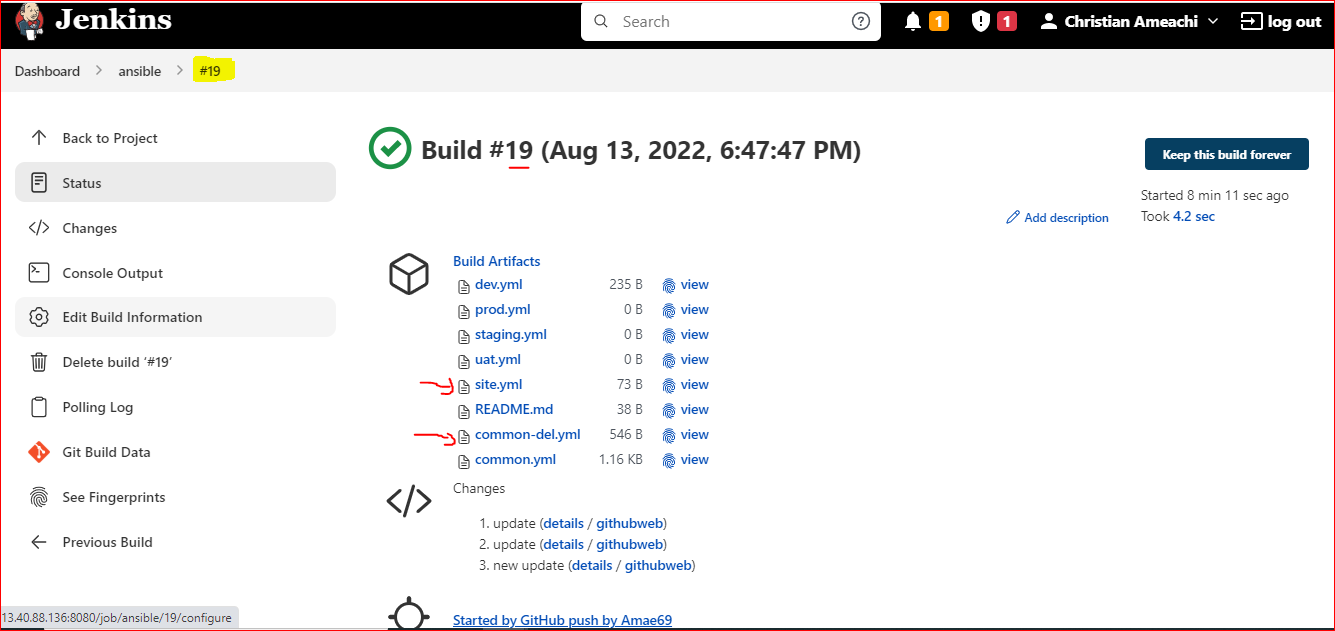 Jenkins
Search
1
1
Christian Ameachi
log out
Dashboard > ansible > #19
Back to Project
Status
Changes
Console Output
Edit Build Information
Delete build ‘#19’
Polling Log
Git Build Data
See Fingerprints
Previous Build
Build #19 (Aug 13, 2022, 6:47:47 PM)
Keep this build forever
Started 8 min 11 sec ago
Took 4.2 sec
Add description
Build Artifacts
dev.yml 235 B view
prod.yml 0 B view
staging.yml 0 B view
uat.yml 0 B view
site.yml 73 B view
README.md 38 B view
common-del.yml 546 B view
common.yml 1.16 KB view
Changes
1. update (details / githubweb)
2. update (details / githubweb)
3. new update (details / githubweb)
Started by GitHub push by Amae69
13.40.88.136:8080/job/ansible/19/configure